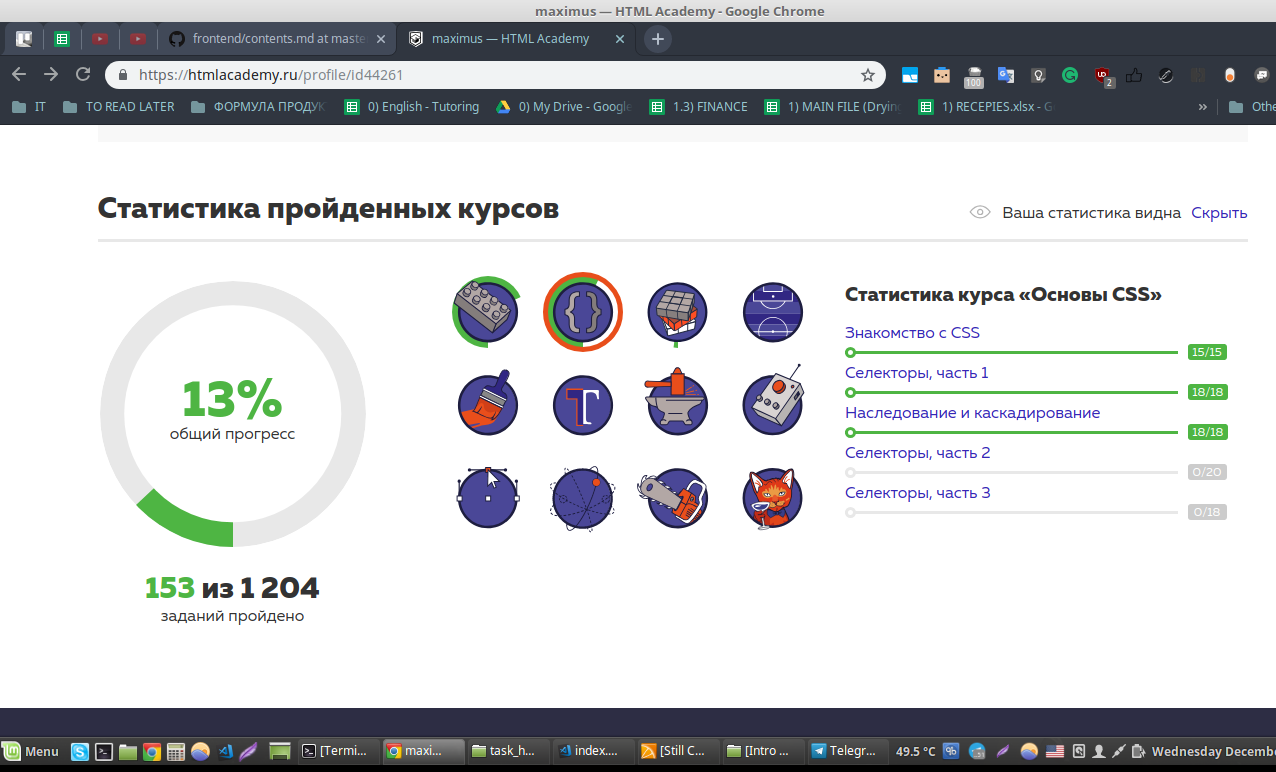 maximus — HTML Academy - Google Chrome
frontend/contents.md at maste
maximus — HTML Academy
https://htmlacademy.ru/profile/id44261
100
2
IT
TO READ LATER
ФОРМУЛА ПРОДУК
0) English - Tutoring
0) My Drive - Google
1.3) FINANCE
1) MAIN FILE (Drying
1) RECEPIES.xlsx - G
»
Othe
Статистика пройденных курсов
Ваша статистика видна Скрыть
13%
общий прогресс
153 из 1 204
заданий пройдено
Статистика курса «Основы CSS»
Знакомство с CSS
15/15
Селекторы, часть 1
18/18
Наследование и каскадирование
18/18
Селекторы, часть 2
0/20
Селекторы, часть 3
0/18
Menu
[Termi...
maxi...
task_h...
index....
[Still C...
[Intro ...
Telegr...
49.5 °C
Wednesday Decembe